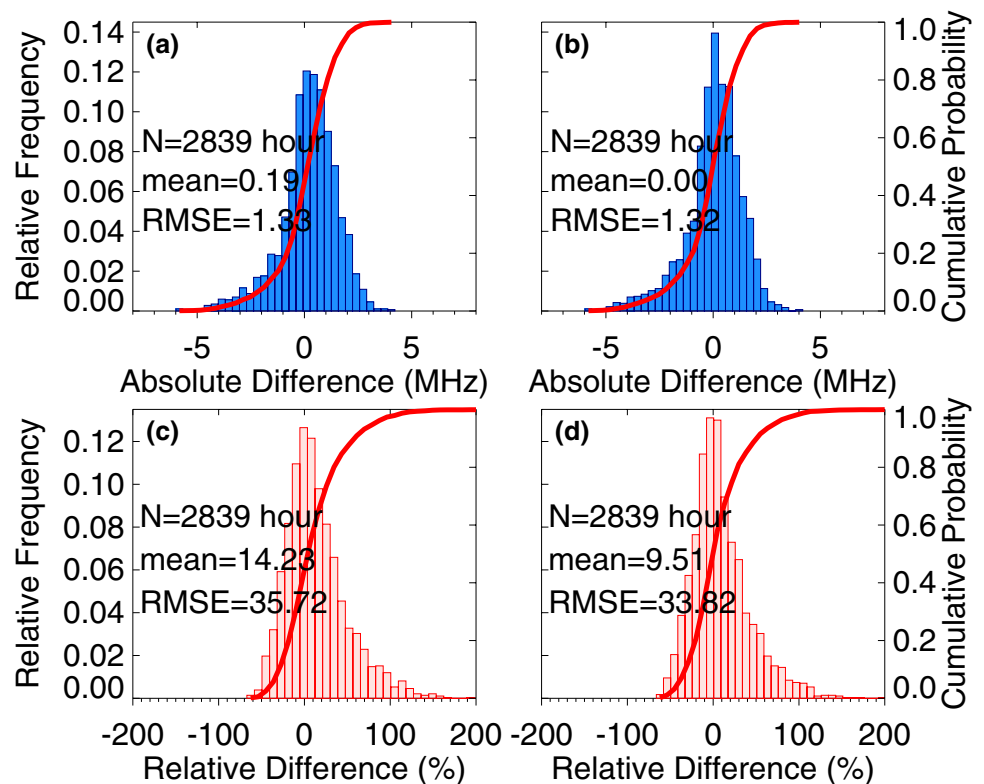 (a)
Relative Frequency
0.14
0.12
0.10
0.08
0.06
0.04
0.02
0.00
N=2839 hour
mean=0.19
RMSE=1.33
-5 0 5
Absolute Difference (MHz)
(b)
N=2839 hour
mean=0.00
RMSE=1.32
1.0
0.8
0.6
0.4
0.2
0.0
Cumulative Probability
-5 0 5
Absolute Difference (MHz)
(c)
Relative Frequency
0.12
0.10
0.08
0.06
0.04
0.02
0.00
N=2839 hour
mean=14.23
RMSE=35.72
-200 -100 0 100 200
Relative Difference (%)
(d)
N=2839 hour
mean=9.51
RMSE=33.82
1.0
0.8
0.6
0.4
0.2
0.0
Cumulative Probability
-200 -100 0 100 200
Relative Difference (%)